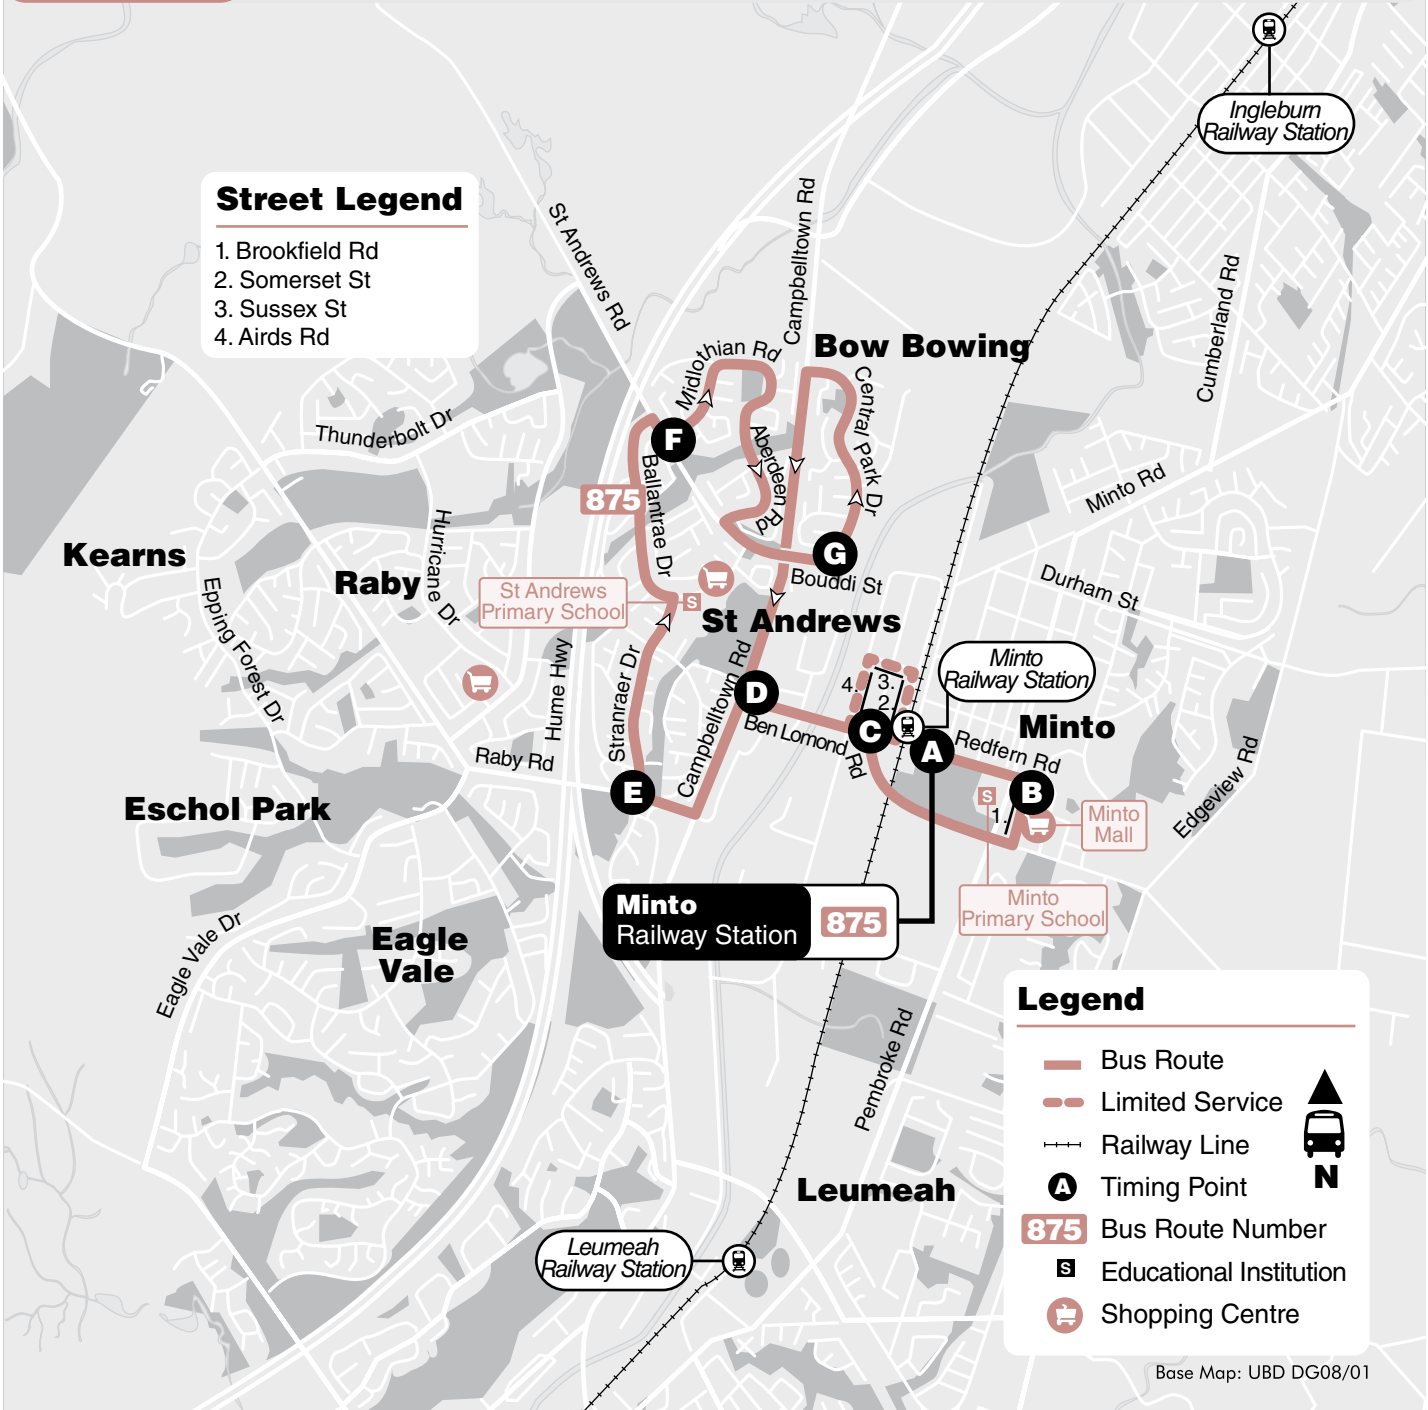 Ingleburn
Railway Station
Street Legend
1. Brookfield Rd
2. Somerset St
3. Sussex St
4. Airds Rd
St Andrews Rd
Campbelltown Rd
Cumberland Rd
Bow Bowing
Midlothian Rd
Central Park Dr
Thunderbolt Dr
F
Aberdeen Rd
Ballantrae Dr
875
Minto Rd
Hurricane Dr
Kearns
Raby
G
Bouddi St
Durham St
St Andrews
Primary School
S
St Andrews
Epping Forest Dr
Hume Hwy
Stranraer Dr
Campbelltown Rd
Minto
Railway Station
4.
3.
2.
D
C
A
Ben Lomond Rd
Redfern Rd
Minto
Raby Rd
E
B
S
1.
Edgeview Rd
Eschol Park
Minto
Mall
Minto
Railway Station
875
Minto
Primary School
Eagle Vale Dr
Eagle
Vale
Pembroke Rd
Leumeah
Leumeah
Railway Station
Legend
Bus Route
Limited Service
Railway Line
A
Timing Point
875
Bus Route Number
S
Educational Institution
Shopping Centre
N
Base Map: UBD DG08/01